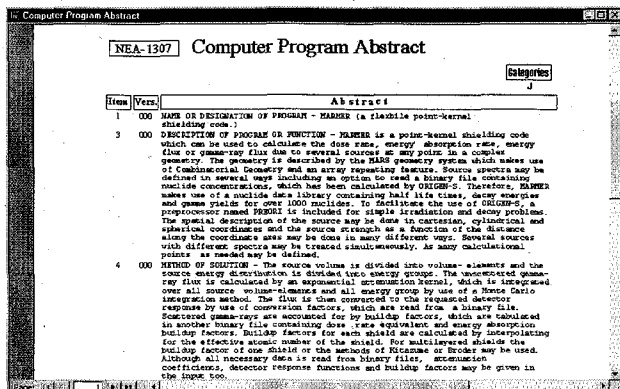 Computer Program Abstract
NEA-1307 Computer Program Abstract
Categories
J
Item Vers. Abstract
1 000 NAME OR DESIGNATION OF PROGRAM - MARMER (a flexible point-kernel
shielding code.)
3 000 DESCRIPTION OF PROGRAM OR FUNCTION - MARMER is a point-kernel shielding code
which can be used to calculate the dose rate, energy absorption rate, energy
flux or gamma-ray flux due to several sources at any point in a complex
geometry. The geometry is described by the MARS geometry system which makes use
of Combinatorial Geometry and an array repeating feature. Source spectra may be
defined in several ways including an option to read a binary file containing
nuclide concentrations, which has been calculated by ORIGEN-S. Therefore, MARMER
makes use of a nuclide data library containing half life times, decay energies
and gamma yields for over 1000 nuclides. To facilitate the use of ORIGEN-S, a
preprocessor named PREORI is included for simple irradiation and decay problems.
The spatial description of the source may be done in cartesian, cylindrical and
spherical coordinates and the source strength as a function of the distance
along the coordinate axes may be done in many different ways. Several sources
with different spectra may be treated simultaneously. As many calculational
points as needed may be defined.
4 000 METHOD OF SOLUTION - The source volume is divided into volume- elements and the
source energy distribution is divided into energy groups. The unscattered gamma-
ray flux is calculated by an exponential attenuation kernel, which is integrated
over all source volume-elements and all energy group by use of a Monte Carlo
integration method. The flux is then converted to the requested detector
response by use of conversion factors, which are read from a binary file.
Scattered gamma-rays are accounted for by buildup factors, which are tabulated
in another binary file containing dose rate equivalent and energy absorption
buildup factors. Buildup factors for each shield are calculated by interpolating
for the effective atomic number of the shield. For multilayered shields the
buildup factor of one shield or the methods of Kitazume or Broder may be used.
Although all necessary data is read from binary files, attenuation
coefficients, detector response functions and buildup factors may be given in
the input too.